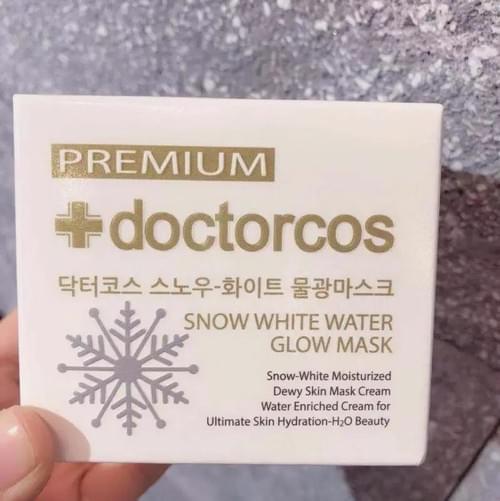 PREMIUM
doctorcos
닥터코스 스노우-화이트 물광마스크
SNOW WHITE WATER
GLOW MASK
Snow-White Moisturized
Dewy Skin Mask Cream
Water Enriched Cream for
Ultimate Skin Hydration-H₂O Beauty